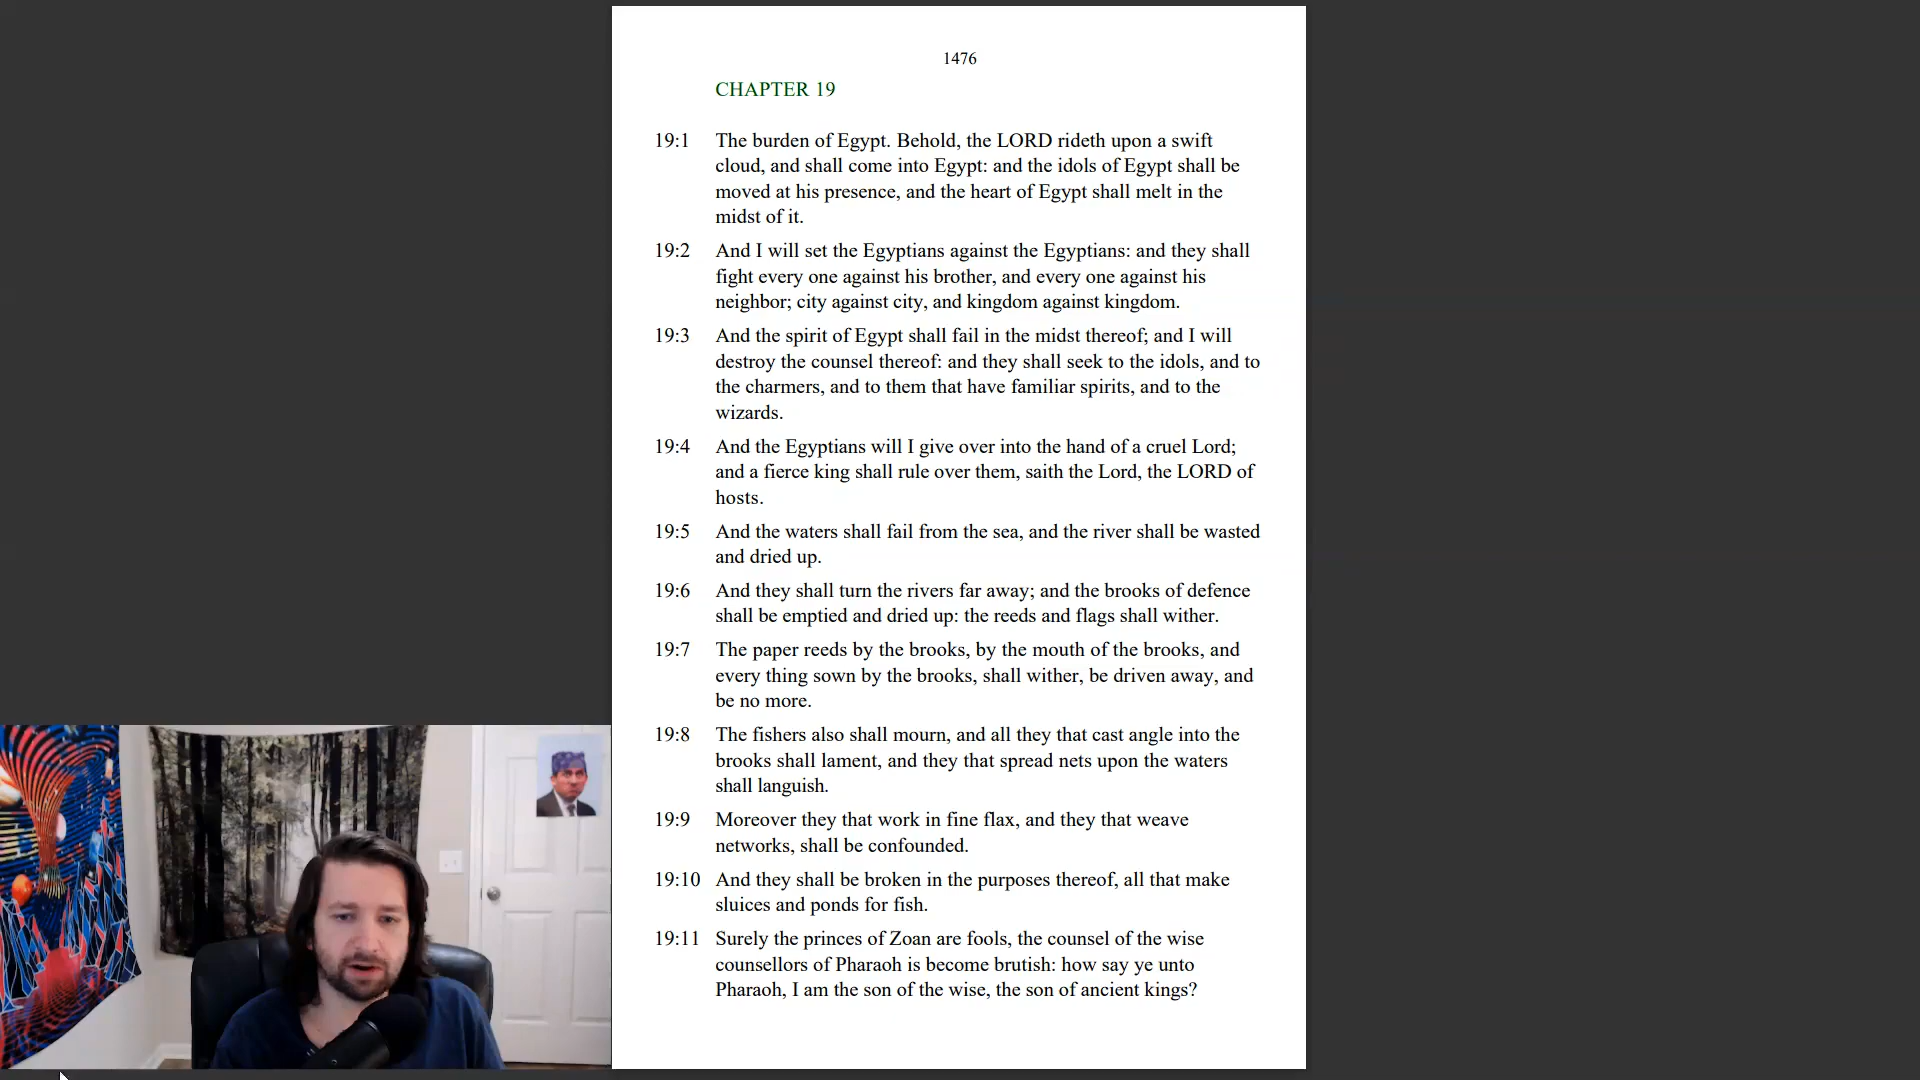 1476
CHAPTER 19
19:1 The burden of Egypt. Behold, the LORD rideth upon a swift
cloud, and shall come into Egypt: and the idols of Egypt shall be
moved at his presence, and the heart of Egypt shall melt in the
midst of it.
19:2 And I will set the Egyptians against the Egyptians: and they shall
fight every one against his brother, and every one against his
neighbor; city against city, and kingdom against kingdom.
19:3 And the spirit of Egypt shall fail in the midst thereof; and I will
destroy the counsel thereof: and they shall seek to the idols, and to
the charmers, and to them that have familiar spirits, and to the
wizards.
19:4 And the Egyptians will I give over into the hand of a cruel Lord;
and a fierce king shall rule over them, saith the Lord, the LORD of
hosts.
19:5 And the waters shall fail from the sea, and the river shall be wasted
and dried up.
19:6 And they shall turn the rivers far away; and the brooks of defence
shall be emptied and dried up: the reeds and flags shall wither.
19:7 The paper reeds by the brooks, by the mouth of the brooks, and
every thing sown by the brooks, shall wither, be driven away, and
be no more.
19:8 The fishers also shall mourn, and all they that cast angle into the
brooks shall lament, and they that spread nets upon the waters
shall languish.
19:9 Moreover they that work in fine flax, and they that weave
networks, shall be confounded.
19:10 And they shall be broken in the purposes thereof, all that make
sluices and ponds for fish.
19:11 Surely the princes of Zoan are fools, the counsel of the wise
counsellors of Pharaoh is become brutish: how say ye unto
Pharaoh, I am the son of the wise, the son of ancient kings?